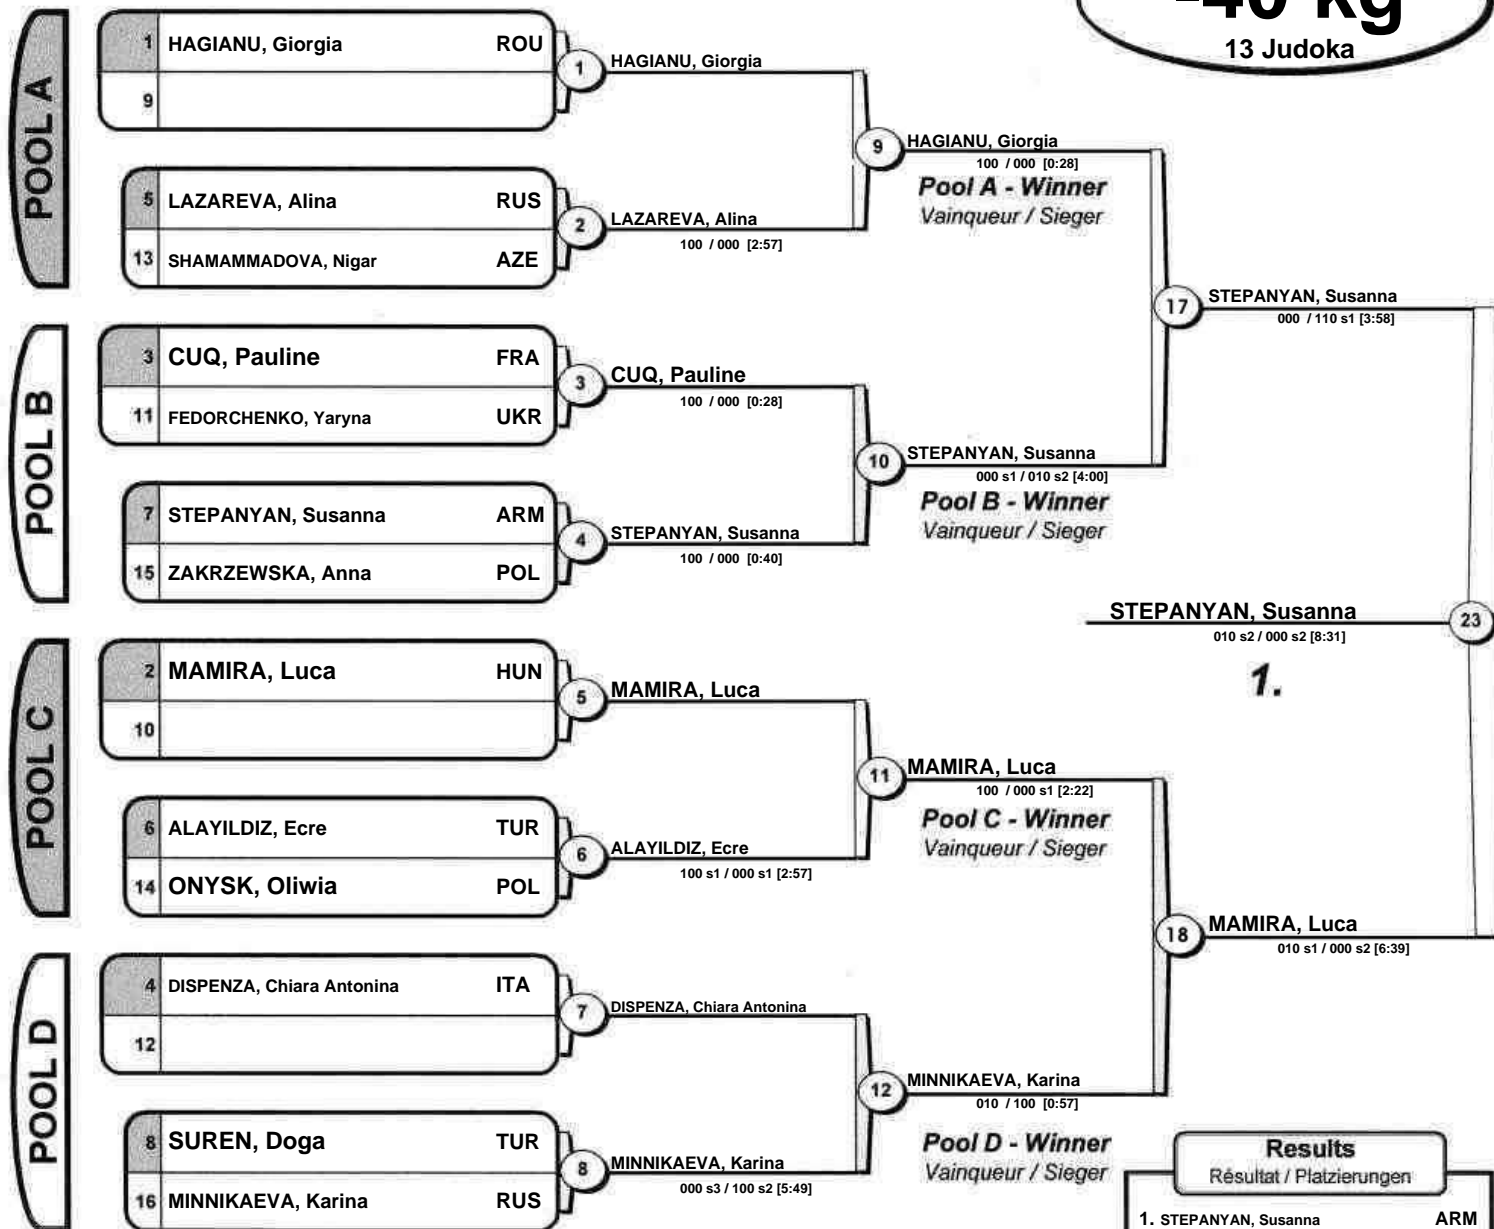 -40 kg
13 Judoka
POOL A
1 HAGIANU, Giorgia ROU
9
1
HAGIANU, Giorgia
5 LAZAREVA, Alina RUS
13 SHAMAMMADOVA, Nigar AZE
2
LAZAREVA, Alina
100 / 000 [2:57]
9
HAGIANU, Giorgia
100 / 000 [0:28]
Pool A - Winner
Vainqueur / Sieger
POOL B
3 CUQ, Pauline FRA
11 FEDORCHENKO, Yaryna UKR
3
CUQ, Pauline
100 / 000 [0:28]
7 STEPANYAN, Susanna ARM
15 ZAKRZEWSKA, Anna POL
4
STEPANYAN, Susanna
100 / 000 [0:40]
10
STEPANYAN, Susanna
000 s1 / 010 s2 [4:00]
Pool B - Winner
Vainqueur / Sieger
17
STEPANYAN, Susanna
000 / 110 s1 [3:58]
STEPANYAN, Susanna
23
010 s2 / 000 s2 [8:31]
1.
POOL C
2 MAMIRA, Luca HUN
10
5
MAMIRA, Luca
6 ALAYILDIZ, Ecre TUR
14 ONYSK, Oliwia POL
6
ALAYILDIZ, Ecre
100 s1 / 000 s1 [2:57]
11
MAMIRA, Luca
100 / 000 s1 [2:22]
Pool C - Winner
Vainqueur / Sieger
18
MAMIRA, Luca
010 s1 / 000 s2 [6:39]
POOL D
4 DISPENZA, Chiara Antonina ITA
12
7
DISPENZA, Chiara Antonina
8 SUREN, Doga TUR
16 MINNIKAEVA, Karina RUS
8
MINNIKAEVA, Karina
000 s3 / 100 s2 [5:49]
12
MINNIKAEVA, Karina
010 / 100 [0:57]
Pool D - Winner
Vainqueur / Sieger
Results
Résultat / Platzierungen
1. STEPANYAN, Susanna ARM